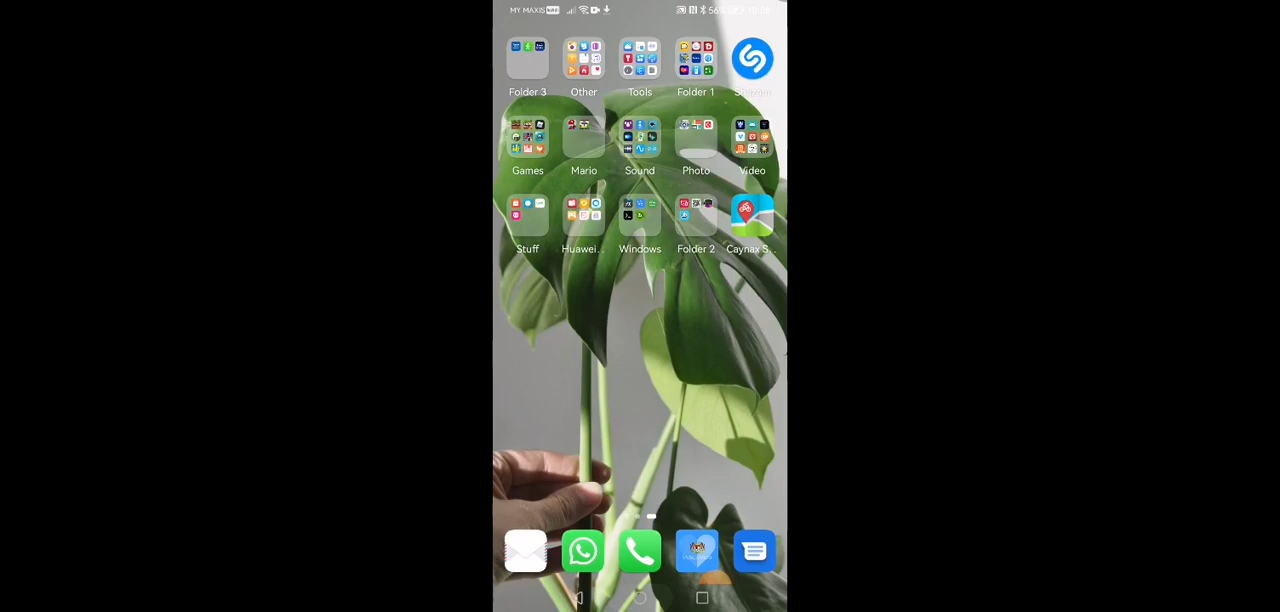 MY MAXIS 56%
Folder 3 Other Tools Folder 1 Shazam
Games Mario Sound Photo Video
Stuff Huawei... Windows Folder 2 Caynax S...